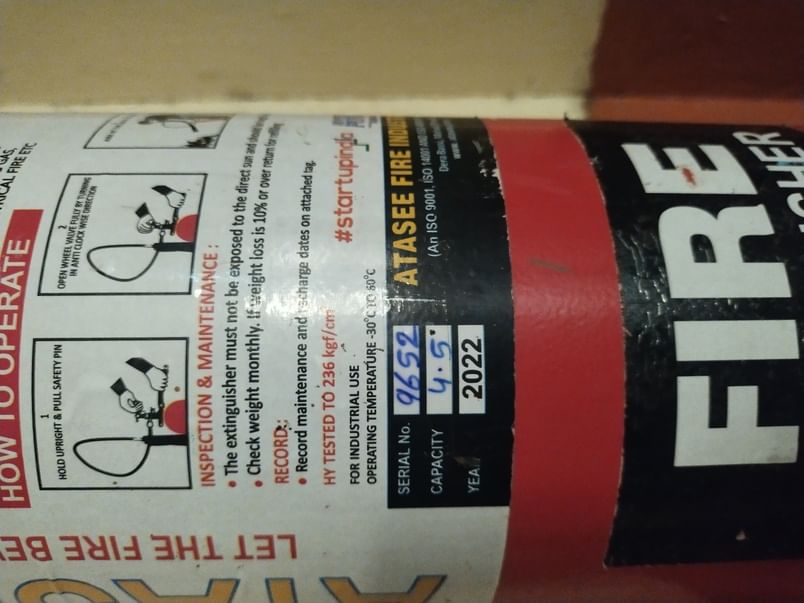 FIRE
GAS,
ETC
HOW TO OPERATE
1
HOLD UPRIGHT & PULL SAFETY PIN
2
OPEN WHEEL VALVE FULLY BY TURNING
IN ANTI CLOCK WISE DIRECTION
INSPECTION & MAINTENANCE :
• The extinguisher must not be exposed to the direct sun and
• Check weight monthly. If weight loss is 10% or over return for refilling
RECORD:
• Record maintenance and recharge dates on attached tag.
HY TESTED TO 236 kgf/cm²
FOR INDUSTRIAL USE
OPERATING TEMPERATURE -30°C TO 60°C
#startupindia
ATASEE FIRE
(An ISO 9001, ISO 14001
SERIAL No. 9652
CAPACITY 4.5
YEAR 2022
LET THE FIRE